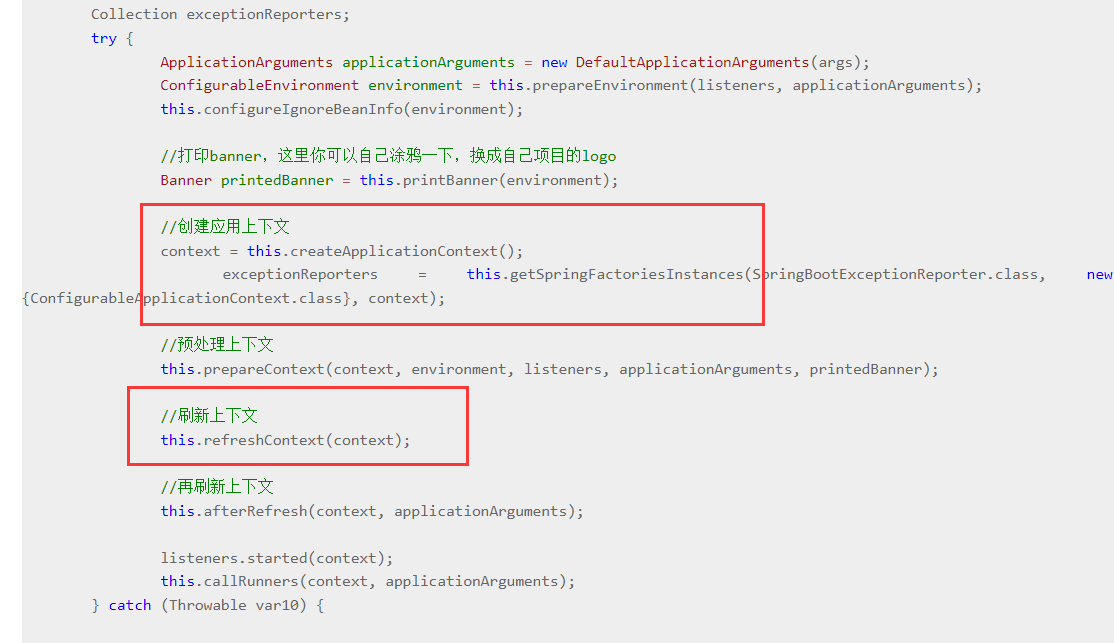 Collection exceptionReporters;
try {
ApplicationArguments applicationArguments = new DefaultApplicationArguments(args);
ConfigurableEnvironment environment = this.prepareEnvironment(listeners, applicationArguments);
this.configureIgnoreBeanInfo(environment);
//打印banner，这里你可以自己涂鸦一下，换成自己项目的logo
Banner printedBanner = this.printBanner(environment);
//创建应用上下文
context = this.createApplicationContext();
exceptionReporters = this.getSpringFactoriesInstances(SpringBootExceptionReporter.class, new
{ConfigurableApplicationContext.class}, context);
//预处理上下文
this.prepareContext(context, environment, listeners, applicationArguments, printedBanner);
//刷新上下文
this.refreshContext(context);
//再刷新上下文
this.afterRefresh(context, applicationArguments);
listeners.started(context);
this.callRunners(context, applicationArguments);
} catch (Throwable var10) {